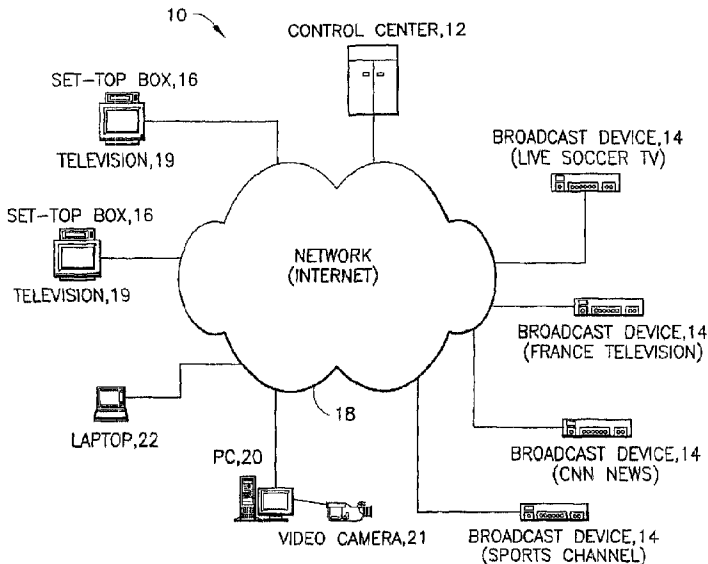 10
CONTROL CENTER,12
SET-TOP BOX,16
TELEVISION,19
BROADCAST DEVICE,14
(LIVE SOCCER TV)
SET-TOP BOX,16
TELEVISION,19
NETWORK
(INTERNET)
BROADCAST DEVICE,14
(FRANCE TELEVISION)
LAPTOP,22
18
PC,20
VIDEO CAMERA,21
BROADCAST DEVICE,14
(CNN NEWS)
BROADCAST DEVICE,14
(SPORTS CHANNEL)